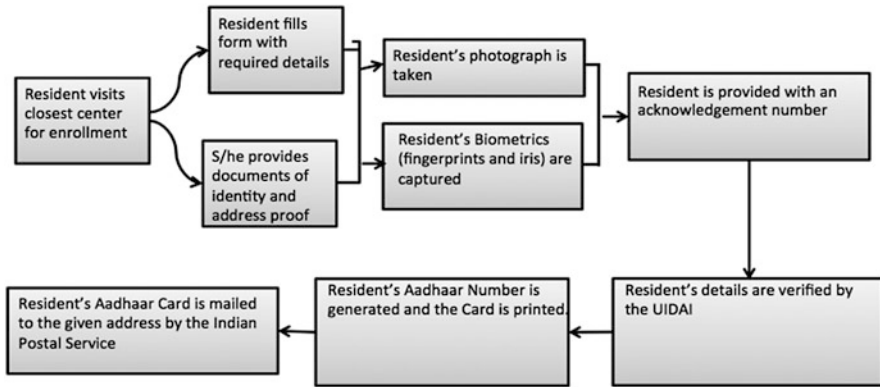 Resident visits
closest center
for enrollment
Resident fills
form with
required details
S/he provides
documents of
identity and
address proof
Resident's photograph is
taken
Resident's Biometrics
(fingerprints and iris) are
captured
Resident is provided with an
acknowledgement number
Resident's details are verified by
the UIDAI
Resident's Aadhaar Number is
generated and the Card is printed.
Resident's Aadhaar Card is mailed
to the given address by the Indian
Postal Service